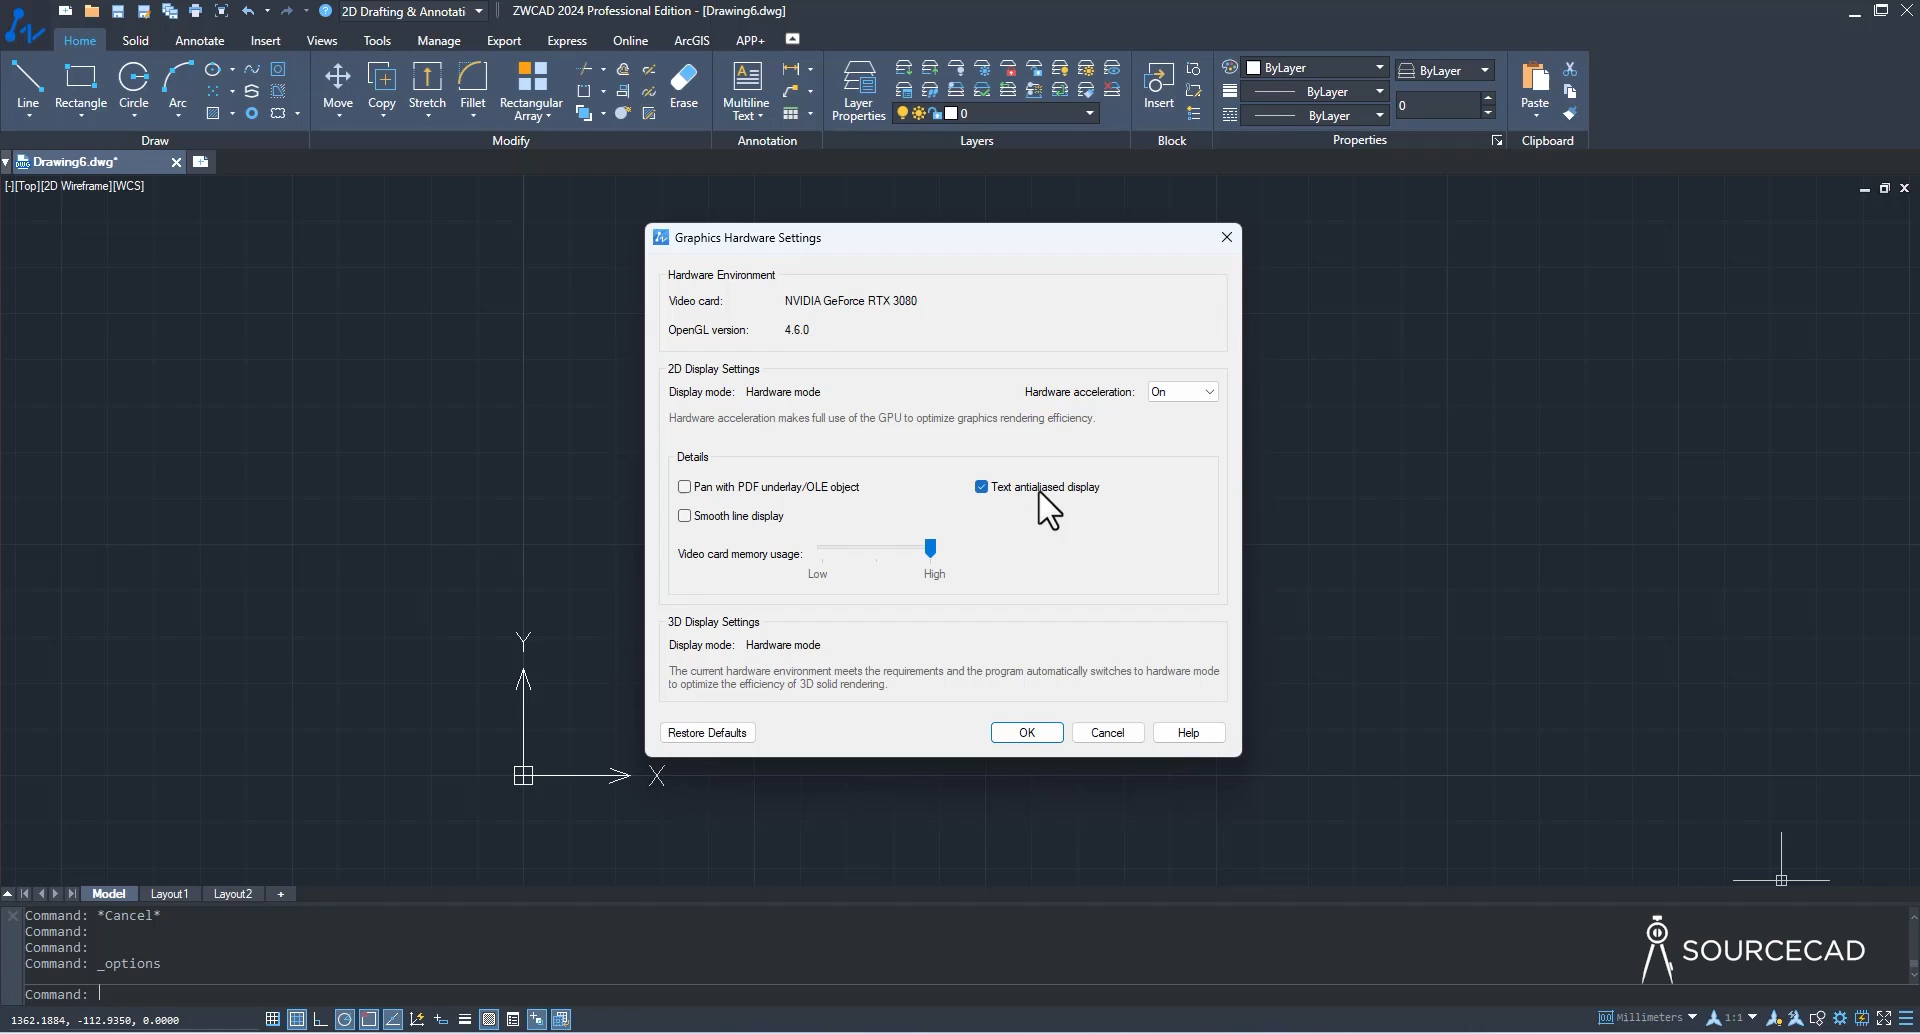 2D Drafting & Annotati
ZWCAD 2024 Professional Edition - [Drawing6.dwg]
Home Solid Annotate Insert Views Tools Manage Export Express Online ArcGIS APP+
Line Rectangle Circle Arc
Move Copy Stretch Fillet Rectangular Array Erase
Multiline Text
Layer Properties
0
Insert
ByLayer
ByLayer
ByLayer
ByLayer
0
Paste
Draw Modify Annotation Layers Block Properties Clipboard
Drawing6.dwg*
[-][Top][2D Wireframe][WCS]
Graphics Hardware Settings
Hardware Environment
Video card: NVIDIA GeForce RTX 3080
OpenGL version: 4.6.0
2D Display Settings
Display mode: Hardware mode Hardware acceleration: On
Hardware acceleration makes full use of the GPU to optimize graphics rendering efficiency.
Details
Pan with PDF underlay/OLE object Text antialiased display
Smooth line display
Video card memory usage:
Low High
3D Display Settings
Display mode: Hardware mode
The current hardware environment meets the requirements and the program automatically switches to hardware mode
to optimize the efficiency of 3D solid rendering.
Restore Defaults OK Cancel Help
Y
X
Model Layout1 Layout2 +
Command: *Cancel*
Command:
Command:
Command: _options
Command:
SOURCECAD
1362.1884, -112.9350, 0.0000
Millimeters 1:1